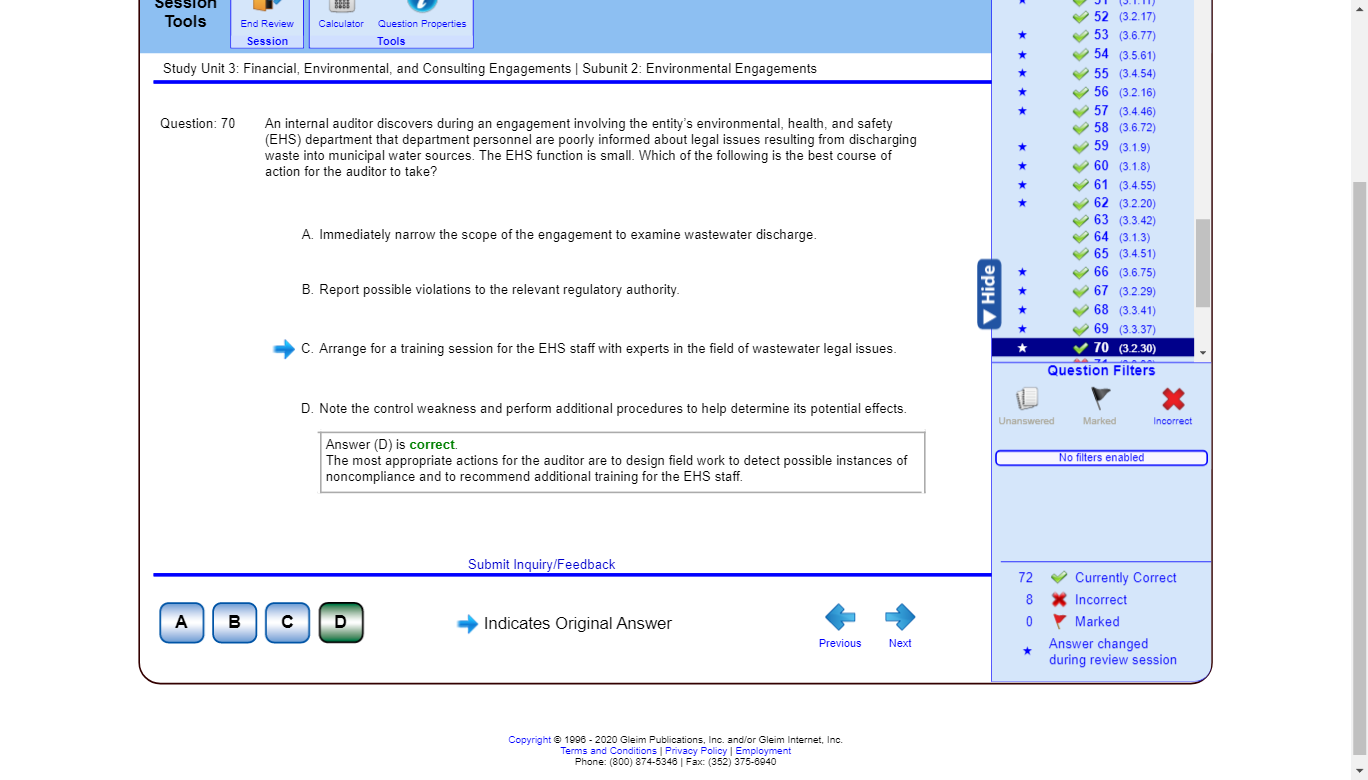 Session
Tools
End Review
Session
Calculator
Question Properties
Tools
Study Unit 3: Financial, Environmental, and Consulting Engagements | Subunit 2: Environmental Engagements
Question: 70
An internal auditor discovers during an engagement involving the entity's environmental, health, and safety
(EHS) department that department personnel are poorly informed about legal issues resulting from discharging
waste into municipal water sources. The EHS function is small. Which of the following is the best course of
action for the auditor to take?
A. Immediately narrow the scope of the engagement to examine wastewater discharge.
B. Report possible violations to the relevant regulatory authority.
C. Arrange for a training session for the EHS staff with experts in the field of wastewater legal issues.
D. Note the control weakness and perform additional procedures to help determine its potential effects.
Answer (D) is correct.
The most appropriate actions for the auditor are to design field work to detect possible instances of
noncompliance and to recommend additional training for the EHS staff.
Submit Inquiry/Feedback
A
B
C
D
Indicates Original Answer
Previous
Next
Hide
52 (3.2.17)
53 (3.6.77)
54 (3.5.61)
55 (3.4.54)
56 (3.2.16)
57 (3.4.46)
58 (3.6.72)
59 (3.1.9)
60 (3.1.8)
61 (3.4.55)
62 (3.2.20)
63 (3.3.42)
64 (3.1.3)
65 (3.4.51)
66 (3.6.75)
67 (3.2.29)
68 (3.3.41)
69 (3.3.37)
70 (3.2.30)
Question Filters
Unanswered
Marked
Incorrect
No filters enabled
72 Currently Correct
8 Incorrect
0 Marked
Answer changed
during review session
Copyright © 1996 - 2020 Gleim Publications, Inc. and/or Gleim Internet, Inc.
Terms and Conditions | Privacy Policy | Employment
Phone: (800) 874-5346 | Fax: (352) 375-6940